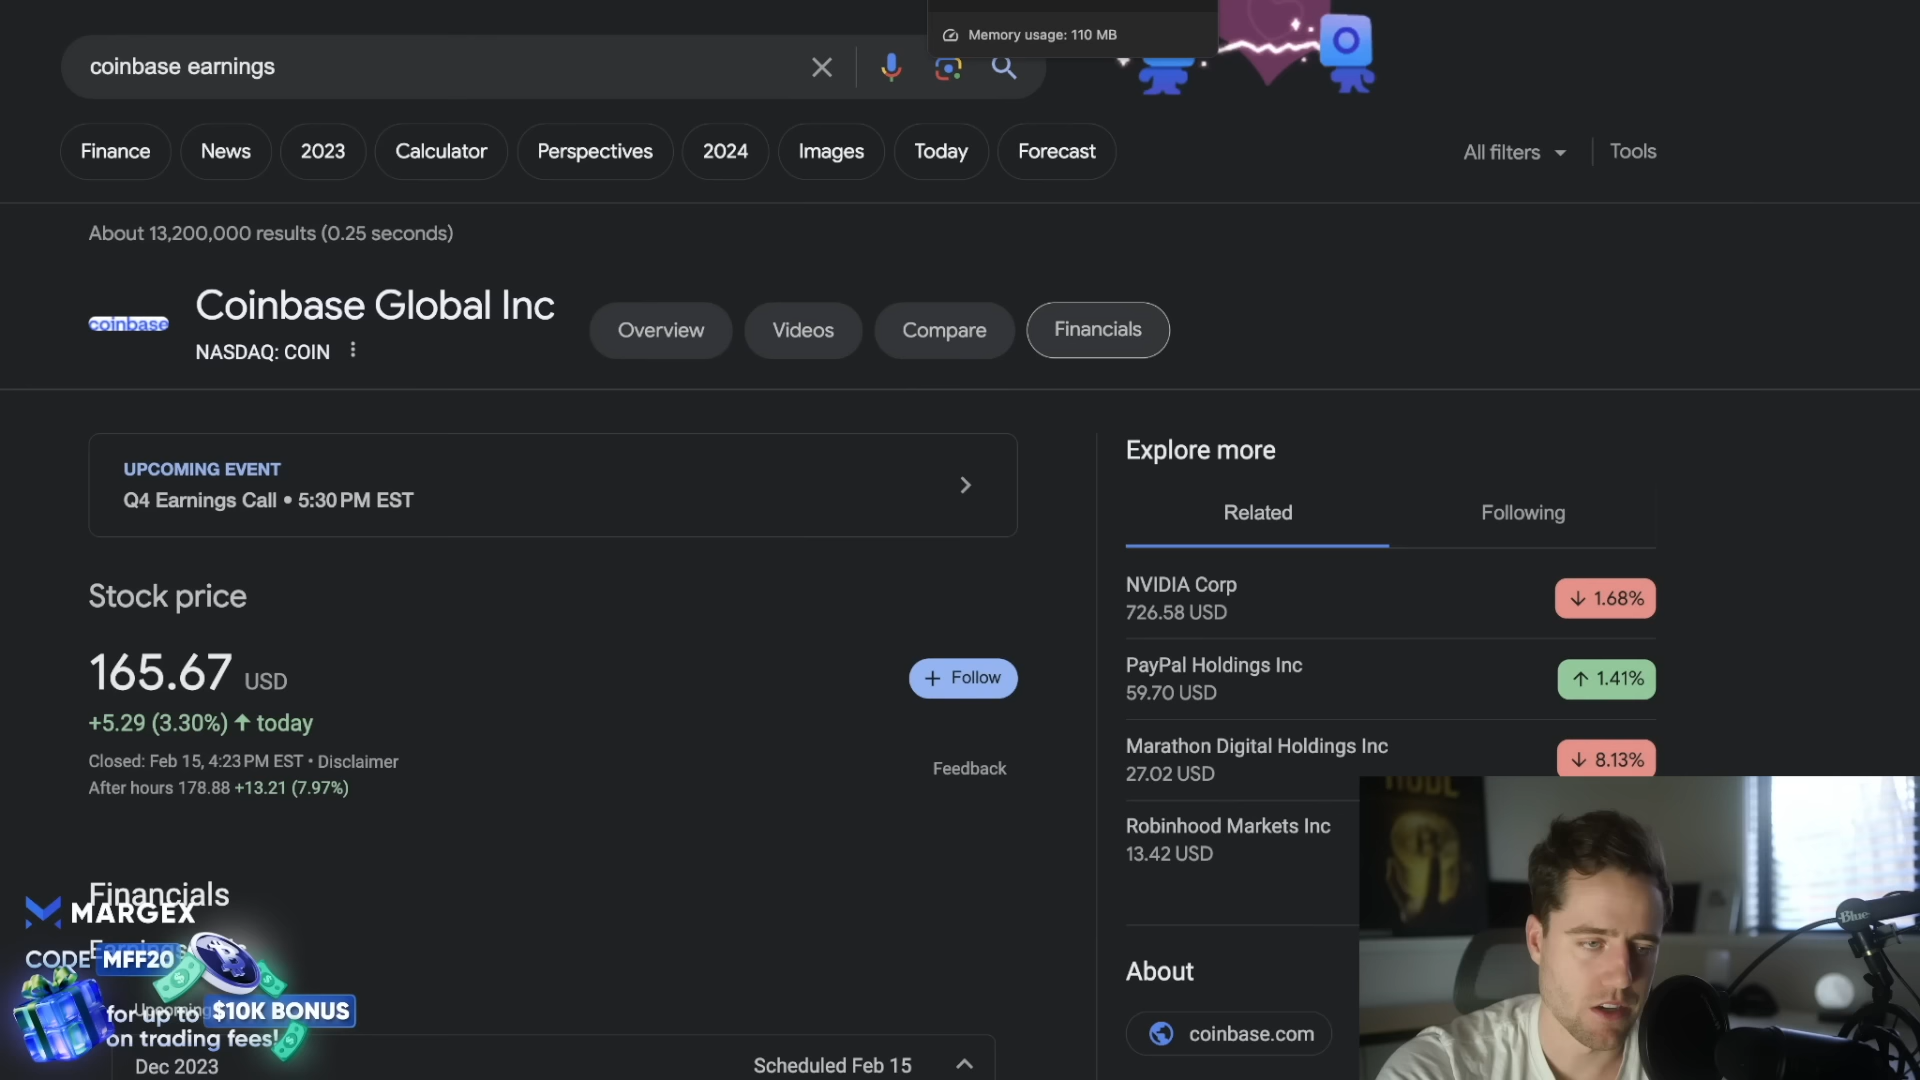 Memory usage: 110 MB
coinbase earnings
Finance
News
2023
Calculator
Perspectives
2024
Images
Today
Forecast
All filters
Tools
About 13,200,000 results (0.25 seconds)
coinbase
Coinbase Global Inc
NASDAQ: COIN
Overview
Videos
Compare
Financials
UPCOMING EVENT
Q4 Earnings Call • 5:30 PM EST
Stock price
165.67 USD
+5.29 (3.30%) ↑ today
Closed: Feb 15, 4:23 PM EST • Disclaimer
After hours 178.88 +13.21 (7.97%)
+ Follow
Feedback
Explore more
Related
Following
NVIDIA Corp
726.58 USD
↓ 1.68%
PayPal Holdings Inc
59.70 USD
↑ 1.41%
Marathon Digital Holdings Inc
27.02 USD
↓ 8.13%
Robinhood Markets Inc
13.42 USD
About
coinbase.com
Financials
MARGEX
CODE MFF20
Upcoming
for up to $10K BONUS
on trading fees!
Dec 2023
Scheduled Feb 15
Blue